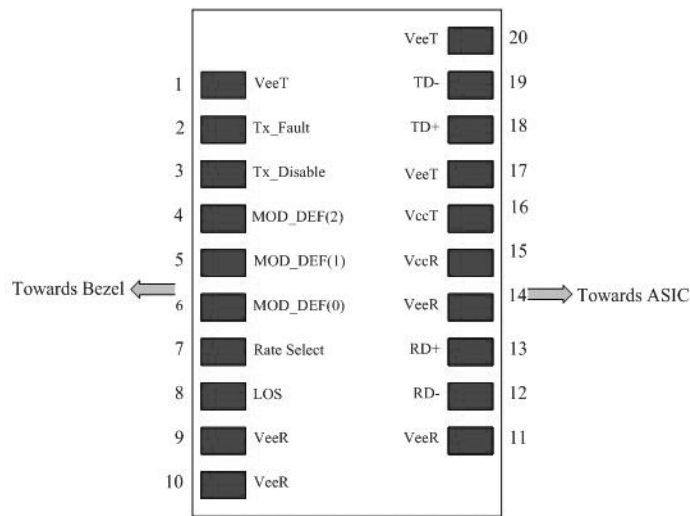 VeeT 20
1 VeeT TD- 19
2 Tx_Fault TD+ 18
3 Tx_Disable VeeT 17
4 MOD_DEF(2) VccT 16
5 MOD_DEF(1) VccR 15
Towards Bezel 6 MOD_DEF(0) VeeR 14 Towards ASIC
7 Rate Select RD+ 13
8 LOS RD- 12
9 VeeR VeeR 11
10 VeeR